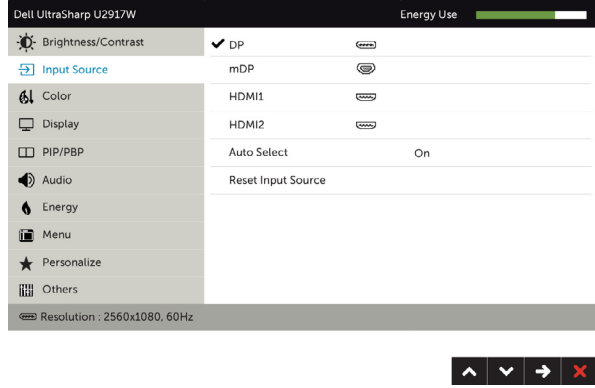 Dell UltraSharp U2917W
Energy Use
Brightness/Contrast
Input Source
Color
Display
PIP/PBP
Audio
Energy
Menu
Personalize
Others
DP
mDP
HDMI1
HDMI2
Auto Select On
Reset Input Source
Resolution : 2560x1080, 60Hz